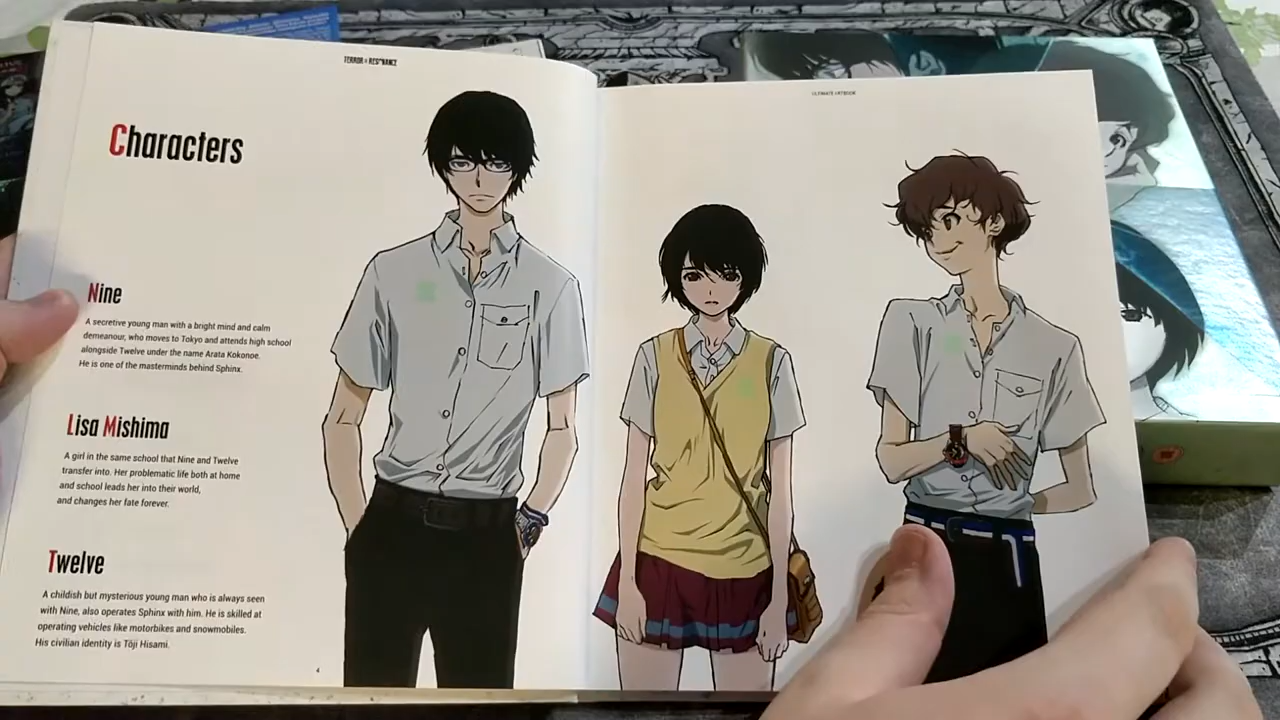 TERROR IN RESONANCE
ULTIMATE ARTBOOK
Characters
Nine
A secretive young man with a bright mind and calm
demeanour, who moves to Tokyo and attends high school
alongside Twelve under the name Arata Kokonoe.
He is one of the masterminds behind Sphinx.
Lisa Mishima
A girl in the same school that Nine and Twelve
transfer into. Her problematic life both at home
and school leads her into their world,
and changes her fate forever.
Twelve
A childish but mysterious young man who is always seen
with Nine, also operates Sphinx with him. He is skilled at
operating vehicles like motorbikes and snowmobiles.
His civilian identity is Tōji Hisami.
4